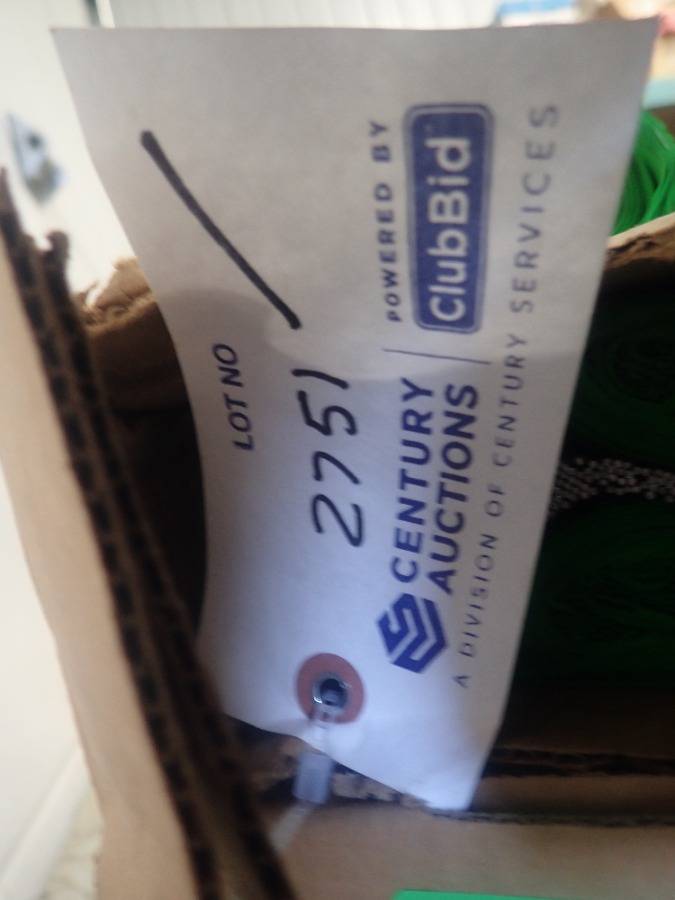 LOT NO
2751
POWERED BY
CENTURY AUCTIONS | ClubBid
A DIVISION OF CENTURY SERVICES